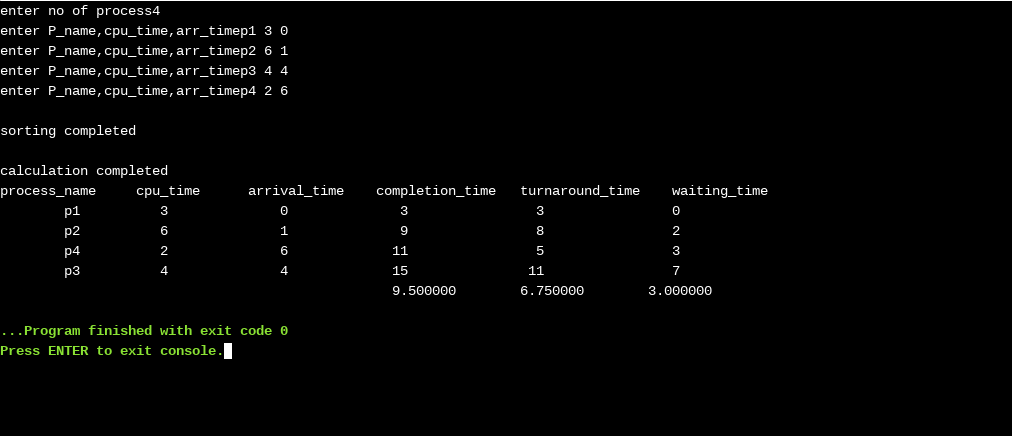 enter no of process4
enter P_name,cpu_time,arr_timep1 3 0
enter P_name,cpu_time,arr_timep2 6 1
enter P_name,cpu_time,arr_timep3 4 4
enter P_name,cpu_time,arr_timep4 2 6
sorting completed
calculation completed
process_name     cpu_time      arrival_time    completion_time   turnaround_time    waiting_time
        p1          3              0              3                3                0
        p2          6              1              9                8                2
        p4          2              6             11                5                3
        p3          4              4             15               11                7
                                                 9.500000        6.750000        3.000000
...Program finished with exit code 0
Press ENTER to exit console.